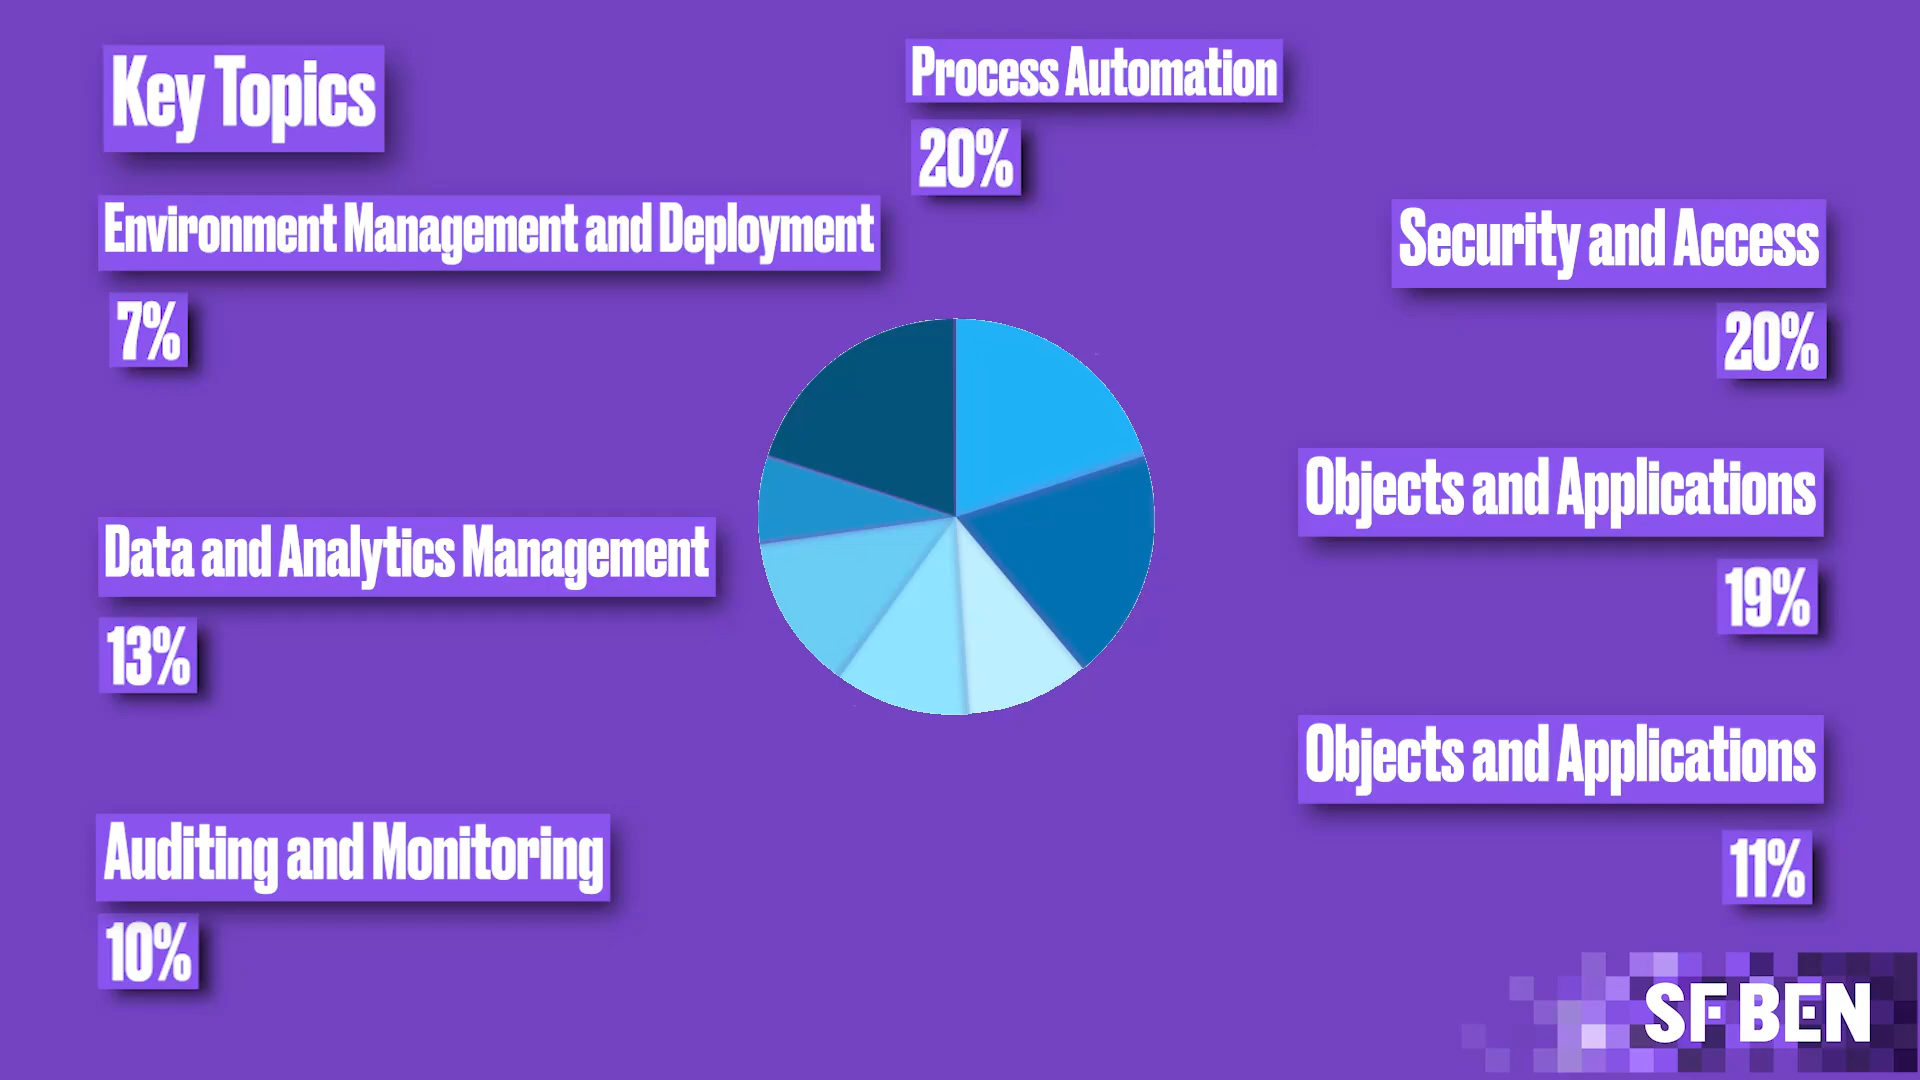 Key Topics
Process Automation
20%
Environment Management and Deployment
7%
Security and Access
20%
Objects and Applications
19%
Data and Analytics Management
13%
Objects and Applications
11%
Auditing and Monitoring
10%
SF BEN